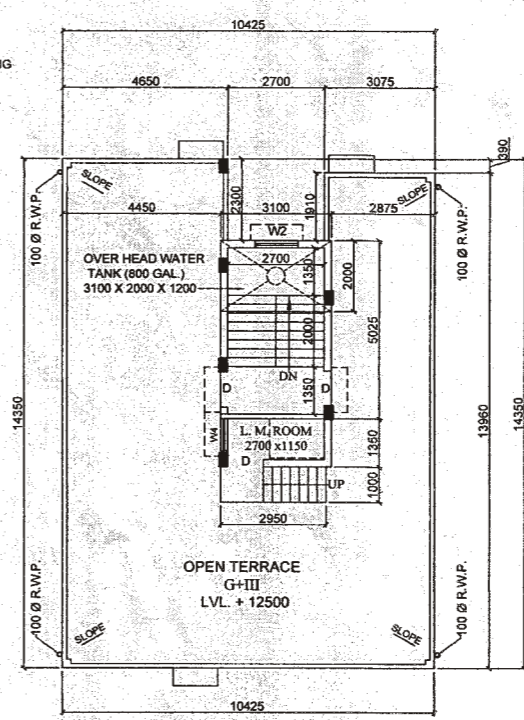 10425
NG
4650 2700 3075
390
SLOPE
SLOPE
100 Ø R.W.P.
100 Ø R.W.P.
2300
1910
4450 3100 2875
W2
OVER HEAD WATER
TANK (800 GAL.)
3100 X 2000 X 1200
2700
1350
2000
5025
2000
DN
1350
D
D
14350
13960
14350
W4
L. M. ROOM
2700 x1150
D
1350
UP
1000
2950
OPEN TERRACE
G+III
LVL. + 12500
100 Ø R.W.P.
100 Ø R.W.P.
SLOPE
SLOPE
10425